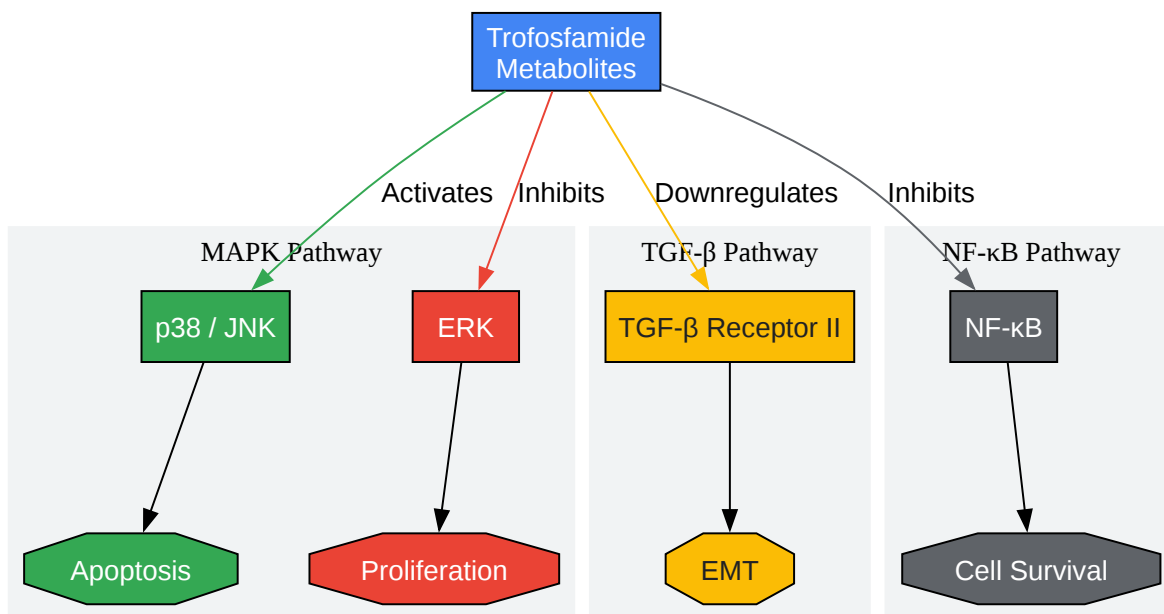 Trofosfamide
Metabolites
Activates
Inhibits
Downregulates
Inhibits
MAPK Pathway
TGF-β Pathway
NF-κB Pathway
p38 / JNK
ERK
TGF-β Receptor II
NF-κB
Apoptosis
Proliferation
EMT
Cell Survival